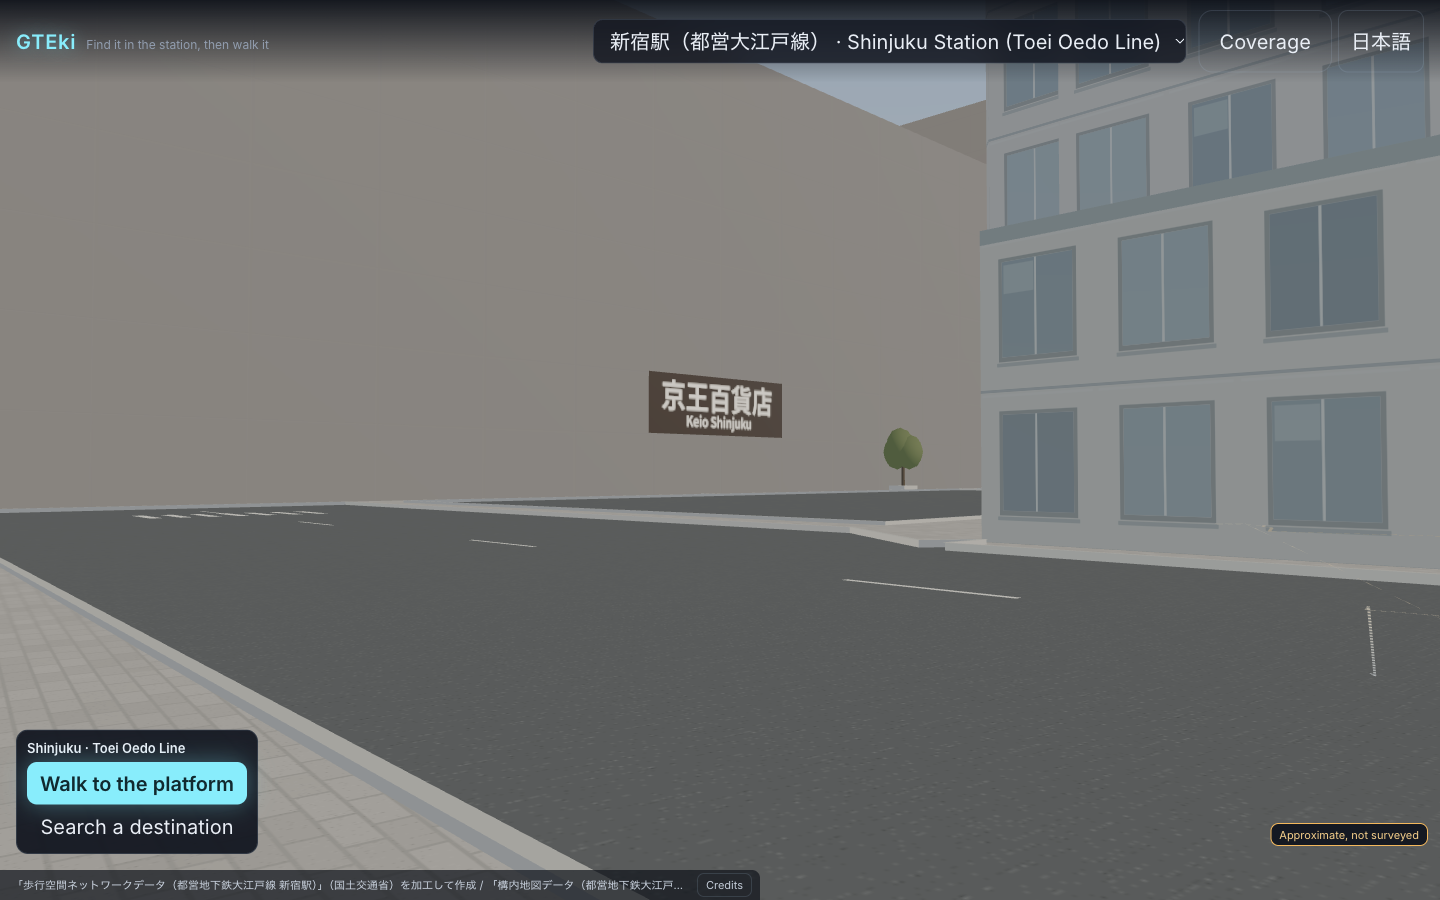 GTEki Find it in the station, then walk it
新宿駅（都営大江戸線） · Shinjuku Station (Toei Oedo Line)
Coverage
日本語
京王百貨店
Keio Shinjuku
Shinjuku · Toei Oedo Line
Walk to the platform
Search a destination
Approximate, not surveyed
「歩行空間ネットワークデータ（都営地下鉄大江戸線 新宿駅）」（国土交通省）を加工して作成 / 「構内地図データ（都営地下鉄大江戸...
Credits